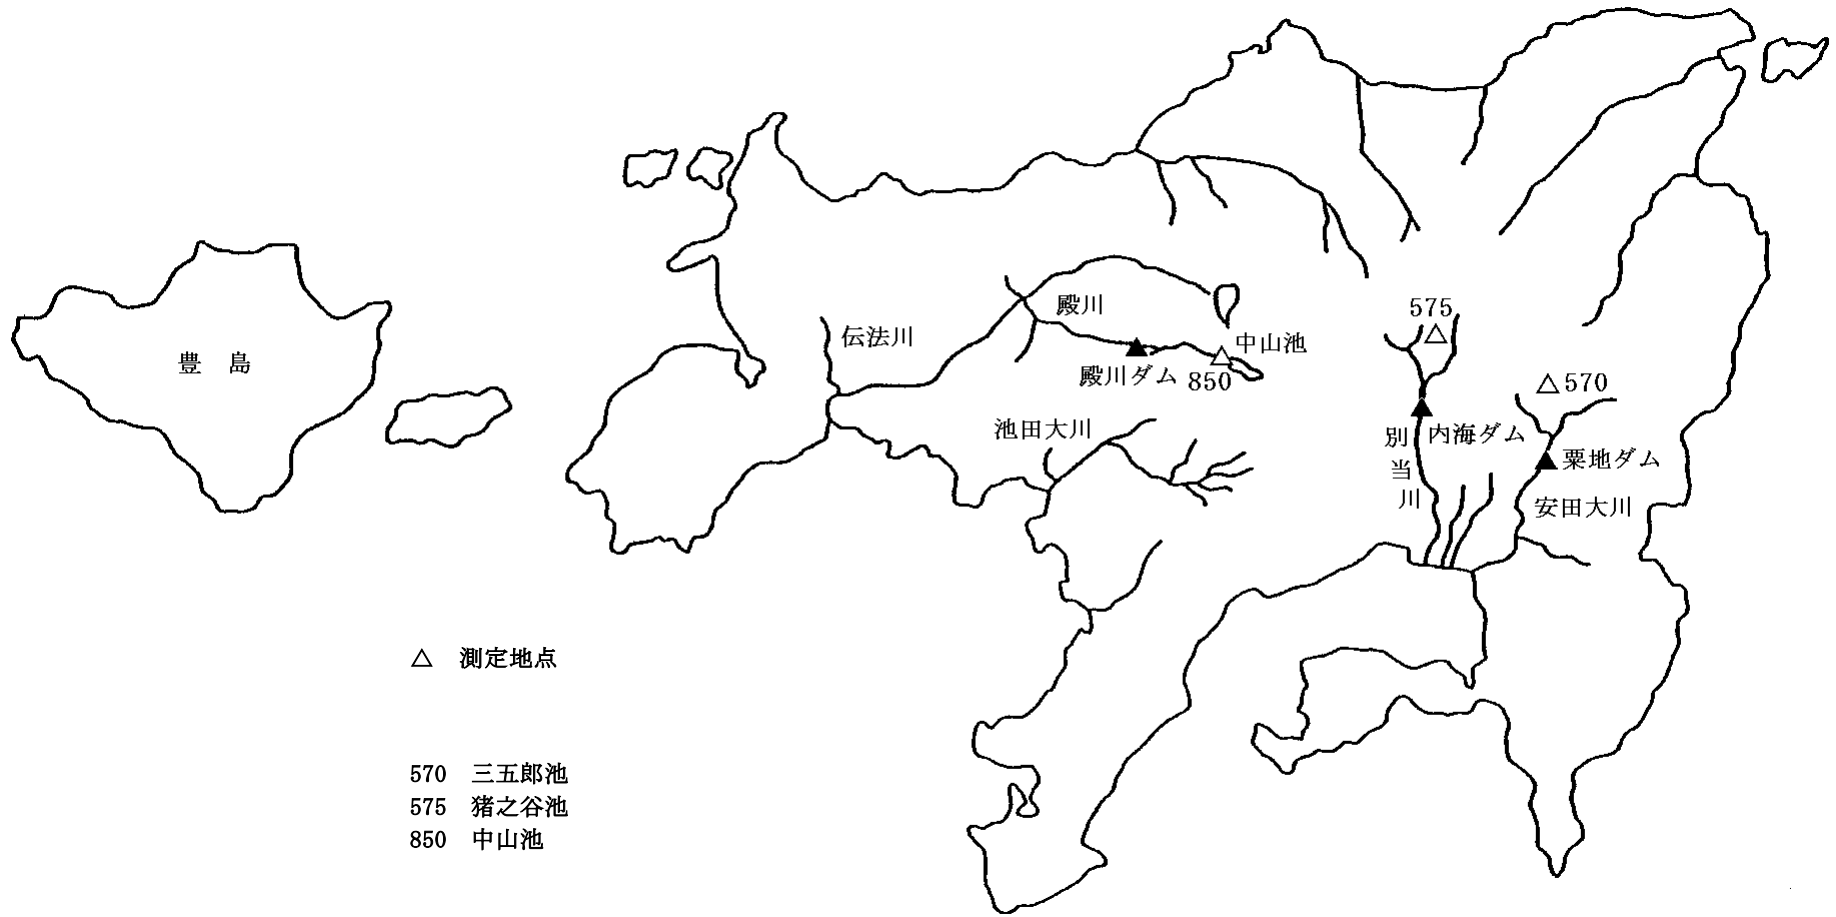 575
殿川
伝法川
中山池
豊島
殿川ダム
850
570
池田大川
別当川
内海ダム
粟地ダム
安田大川
△ 測定地点
570 三五郎池
575 猪之谷池
850 中山池